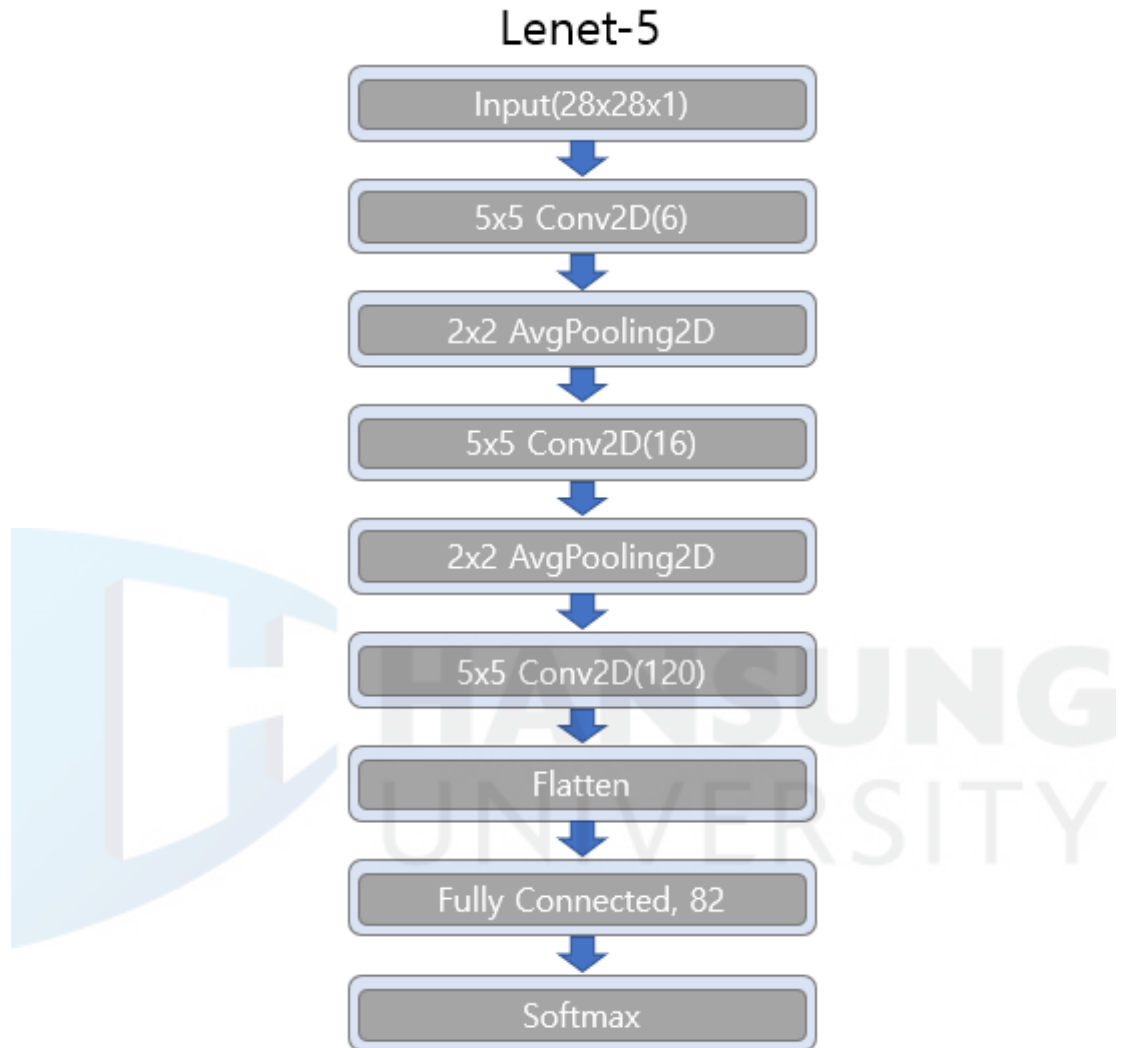 Lenet-5
Input(28x28x1)
5x5 Conv2D(6)
2x2 AvgPooling2D
5x5 Conv2D(16)
2x2 AvgPooling2D
5x5 Conv2D(120)
HANSUNG
Flatten
UNIVERSITY
Fully Connected, 82
Softmax